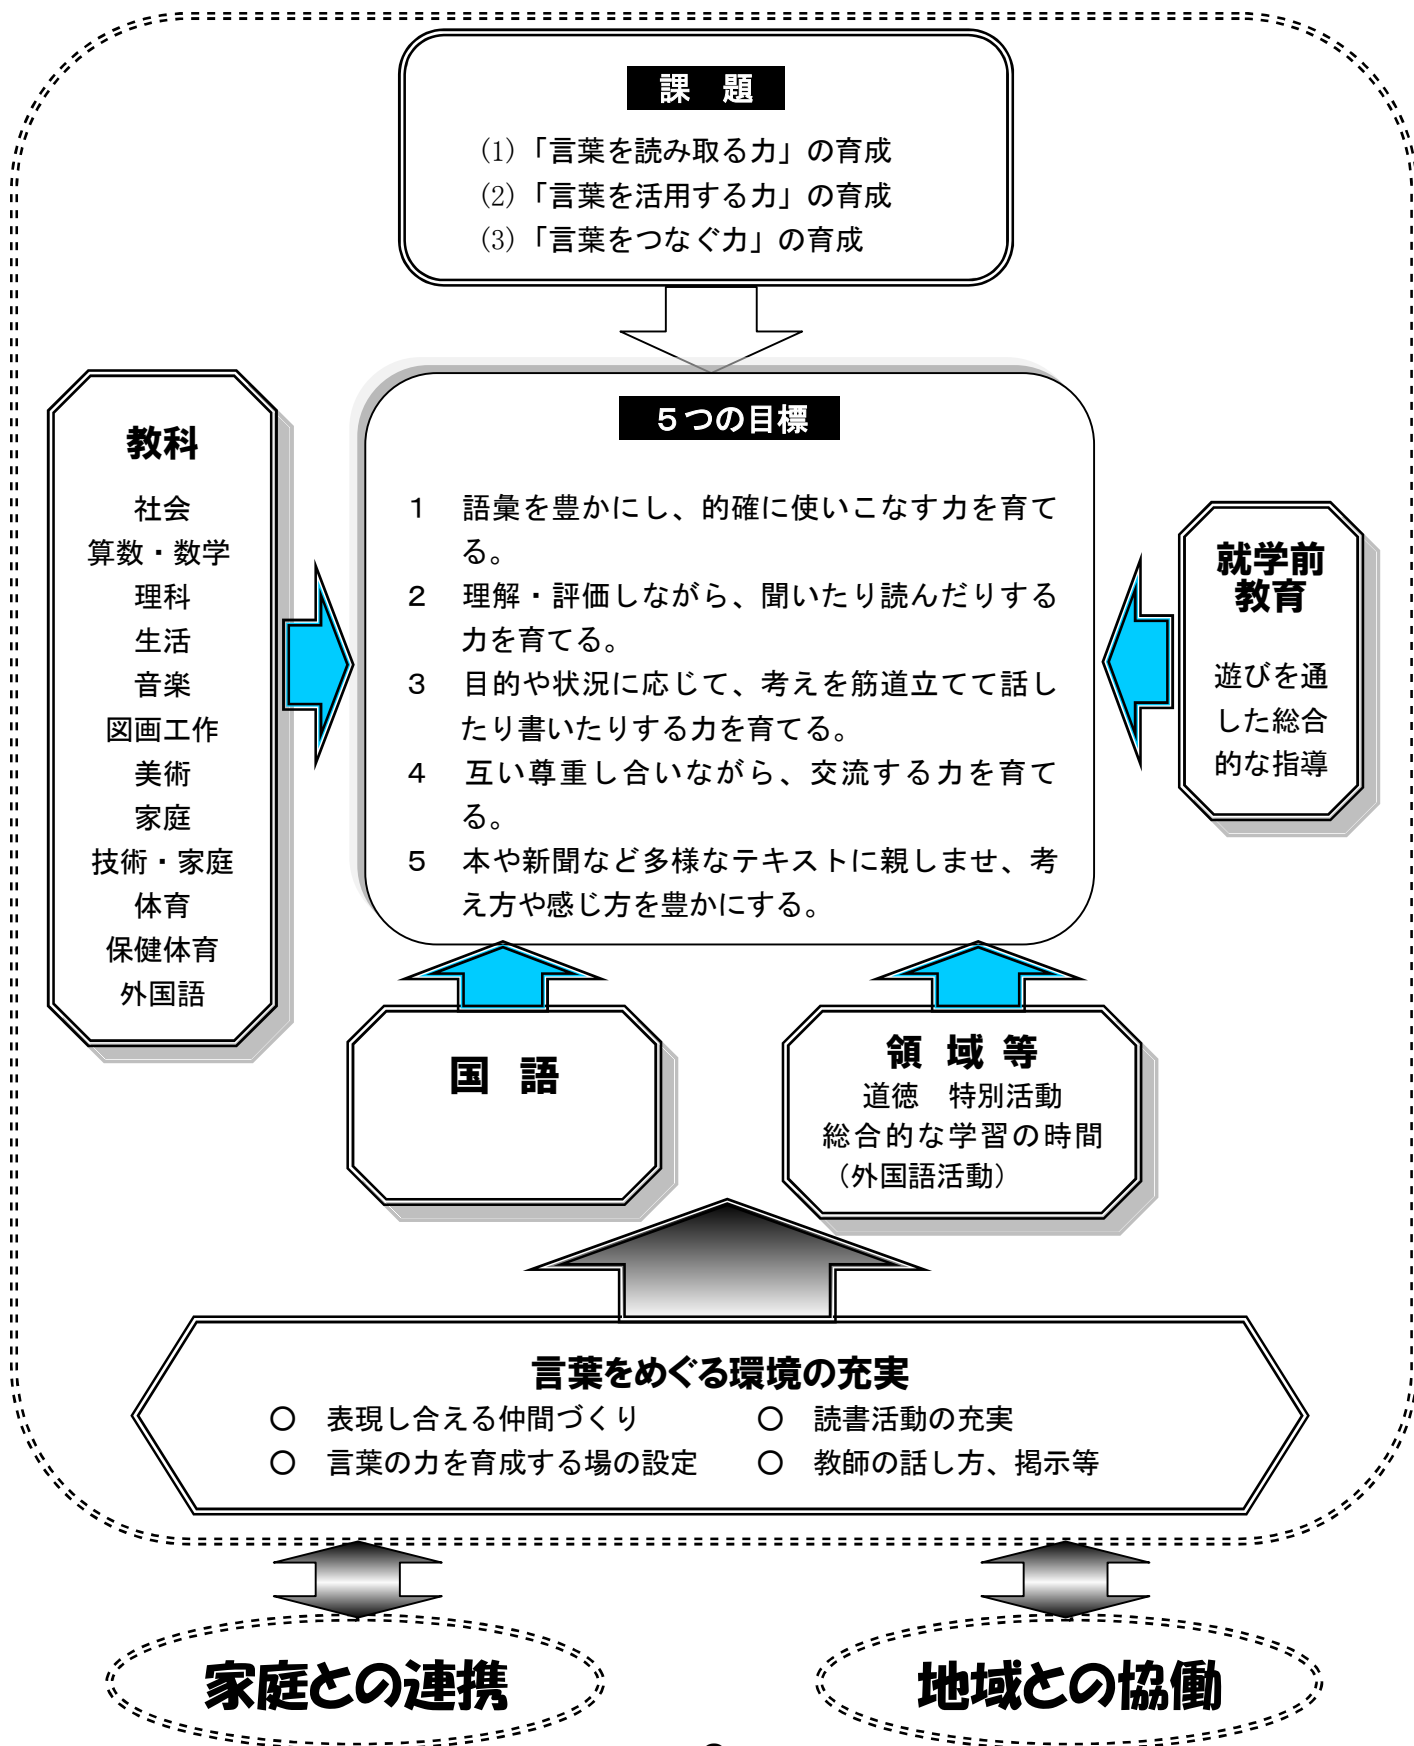 課 題
(1)「言葉を読み取る力」の育成
(2)「言葉を活用する力」の育成
(3)「言葉をつなぐ力」の育成
5つの目標
1 語彙を豊かにし、的確に使いこなす力を育て
る。
2 理解・評価しながら、聞いたり読んだりする
力を育てる。
3 目的や状況に応じて、考えを筋道立てて話し
たり書いたりする力を育てる。
4 互い尊重し合いながら、交流する力を育て
る。
5 本や新聞など多様なテキストに親しませ、考
え方や感じ方を豊かにする。
教科
社会
算数・数学
理科
生活
音楽
図画工作
美術
家庭
技術・家庭
体育
保健体育
外国語
就学前
教育
遊びを通
した総合
的な指導
国 語
領 域 等
道徳 特別活動
総合的な学習の時間
(外国語活動)
言葉をめぐる環境の充実
○ 表現し合える仲間づくり ○ 読書活動の充実
○ 言葉の力を育成する場の設定 ○ 教師の話し方、掲示等
家庭との連携
地域との協働